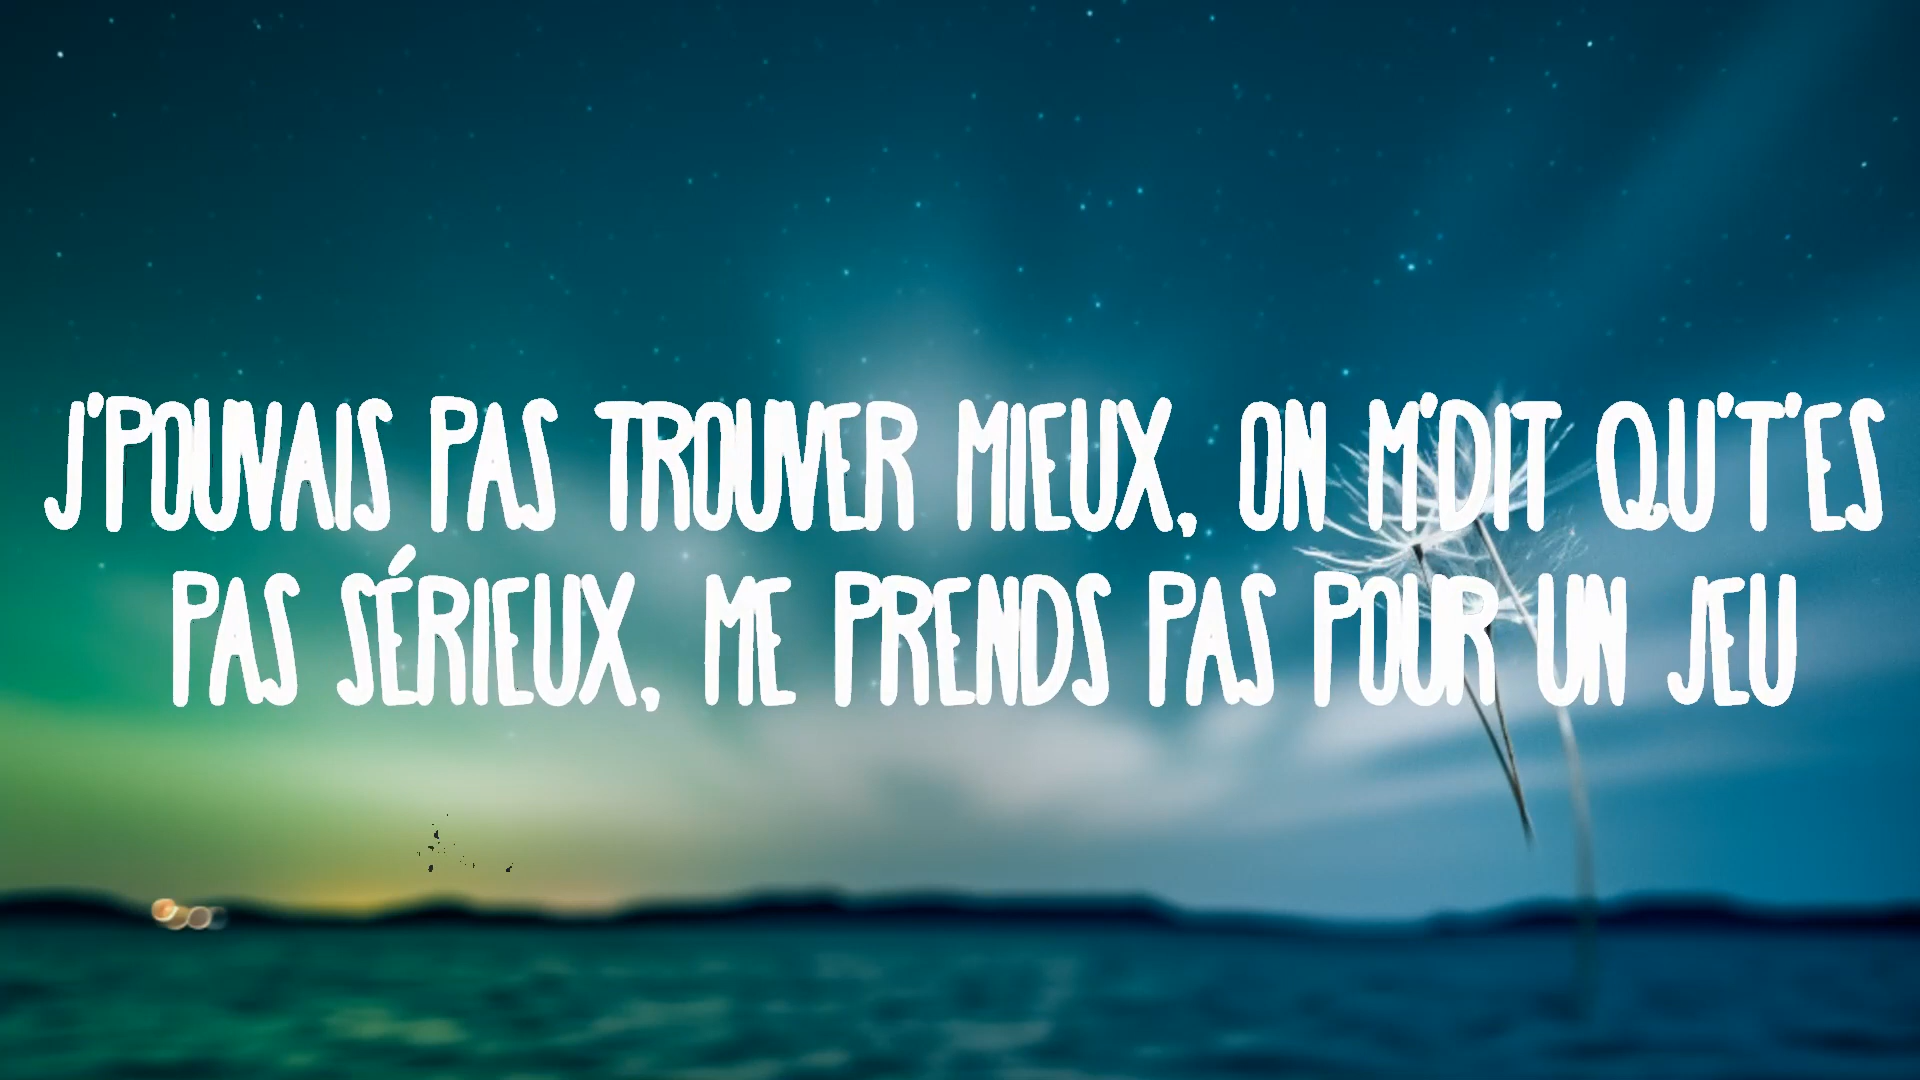 J'POUVAIS PAS TROUVER MIEUX, ON M'DIT QU'T'ES
PAS SÉRIEUX, ME PRENDS PAS POUR UN JEU